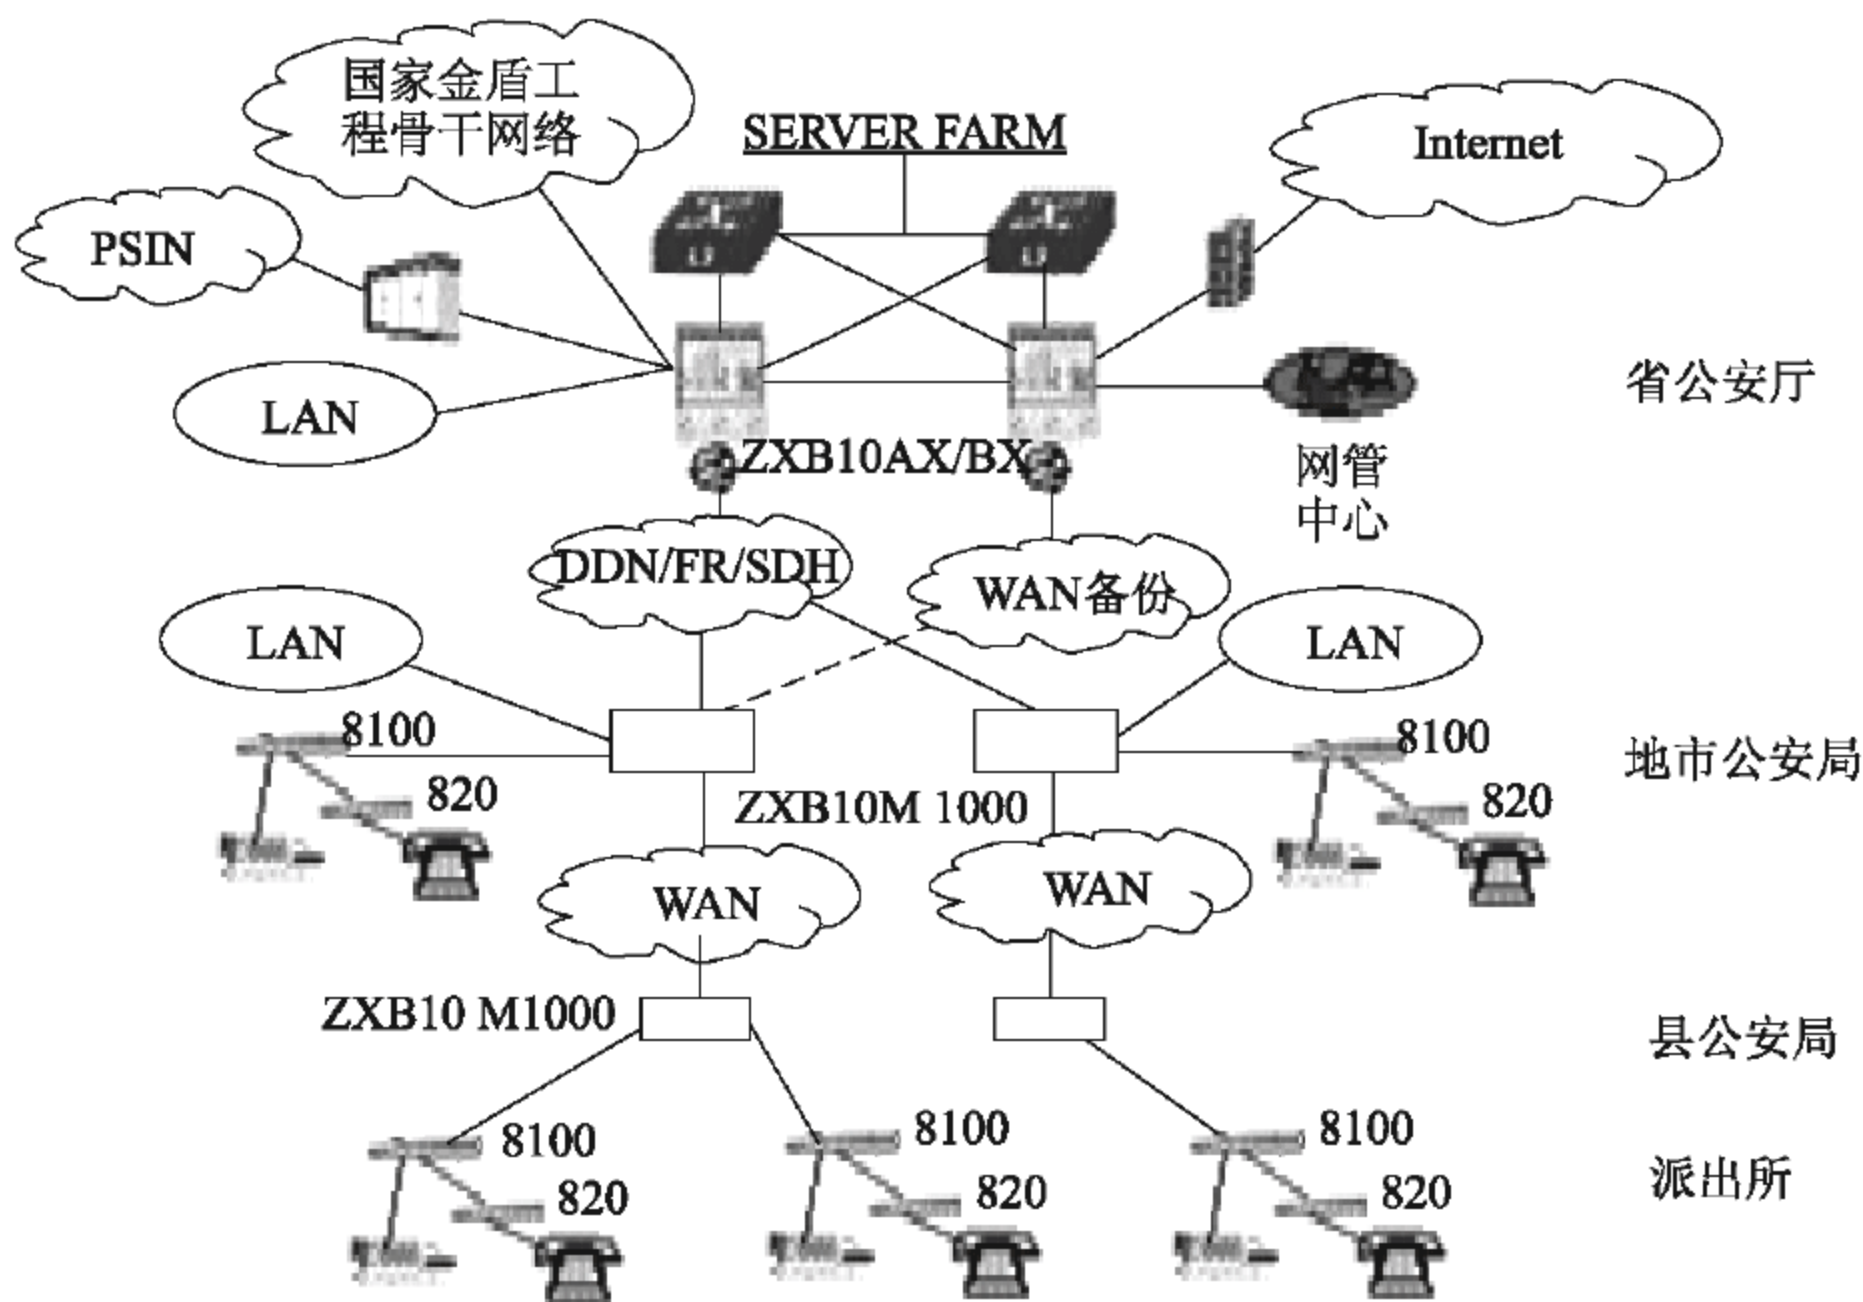 国家金盾工
程骨干网络
SERVER FARM
Internet
PSIN
LAN
省公安厅
ZXB10AX/BX
网管
中心
DDN/FR/SDH
WAN备份
LAN
LAN
8100
820
ZXB10M 1000
8100
820
地市公安局
WAN
WAN
ZXB10 M1000
县公安局
8100
820
8100
820
8100
820
派出所